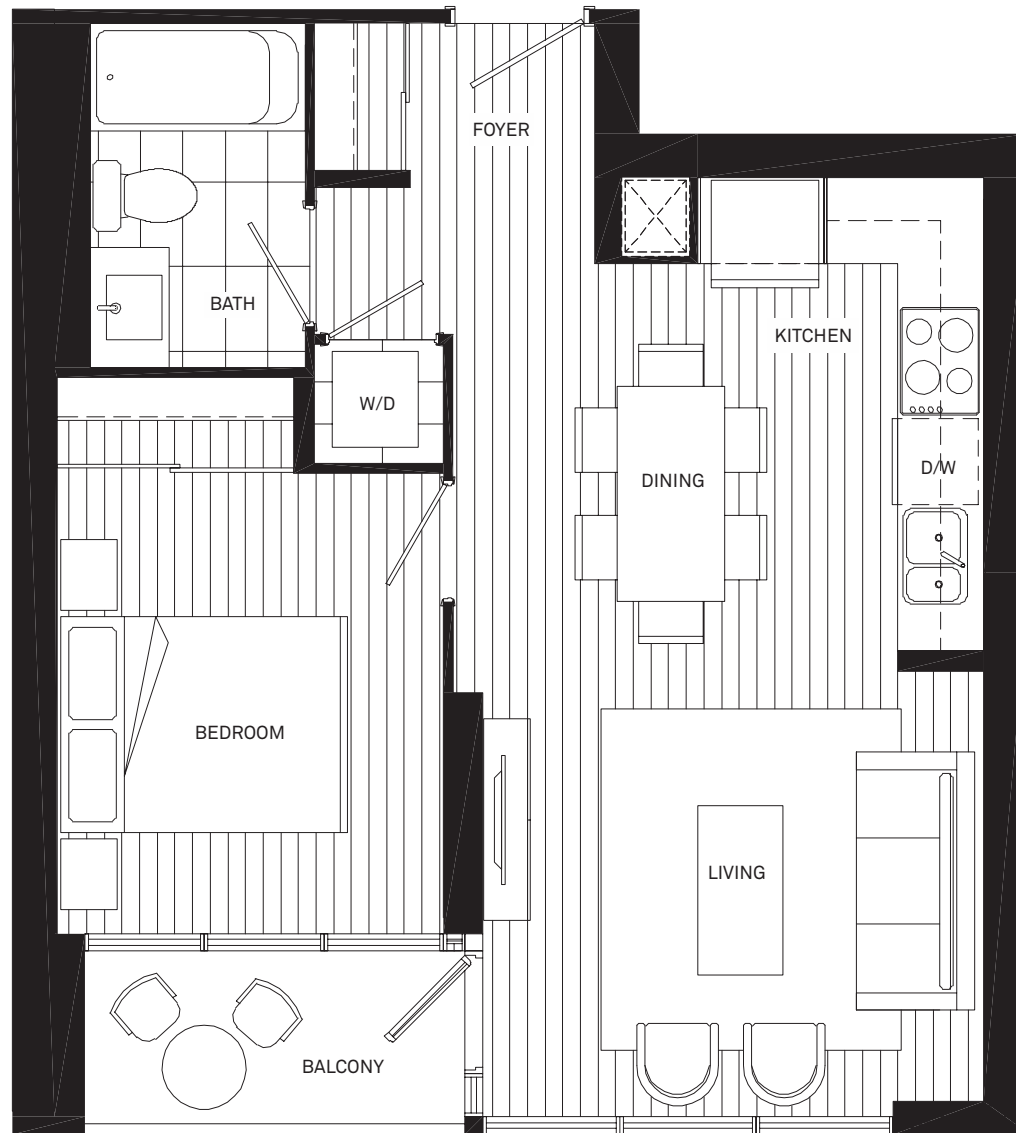 FOYER
BATH
KITCHEN
W/D
D/W
DINING
BEDROOM
LIVING
BALCONY